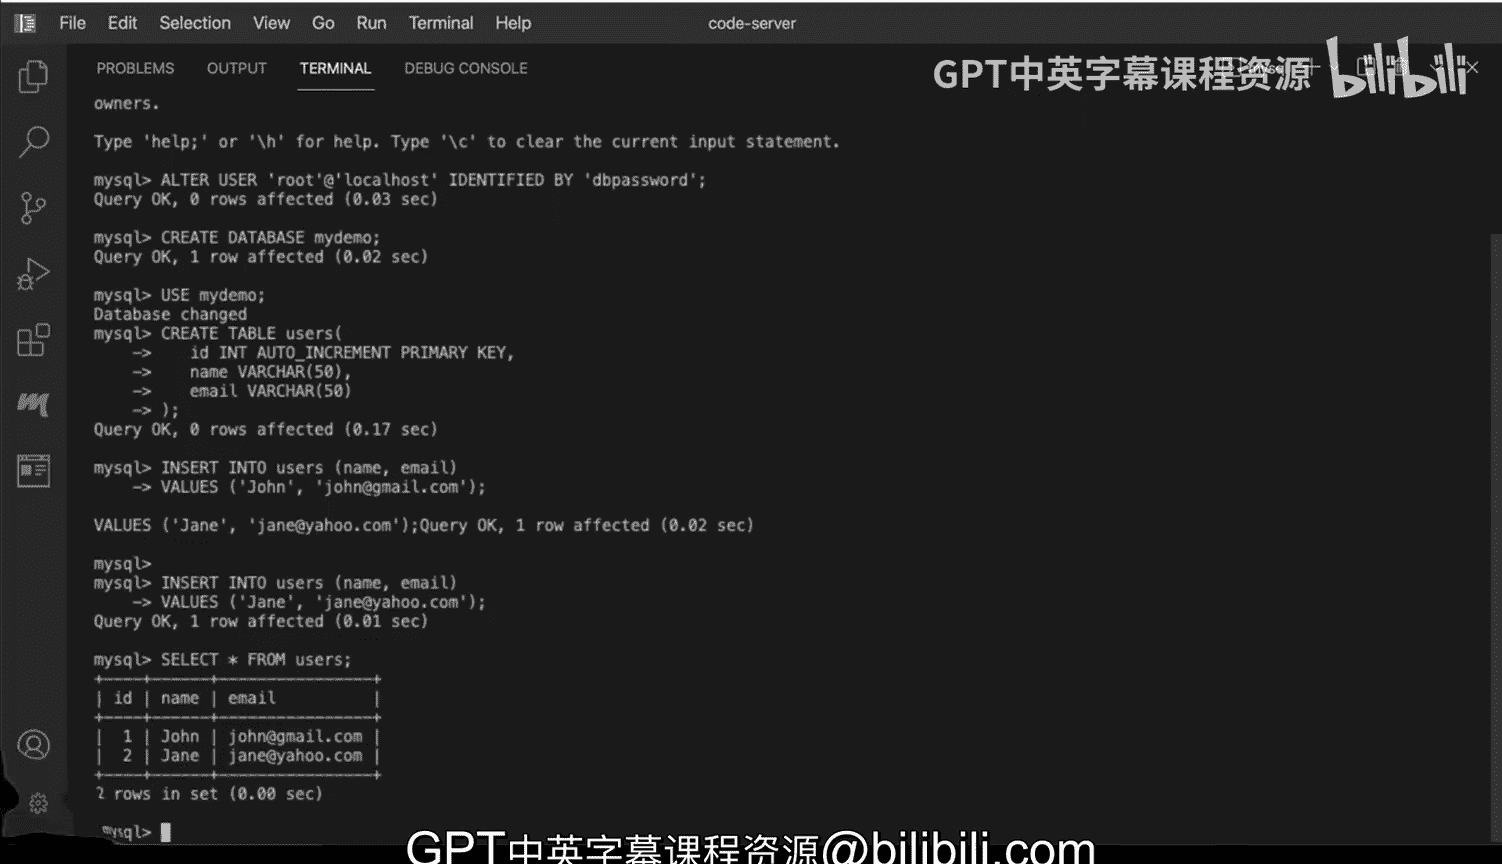 File Edit Selection View Go Run Terminal Help code-server
PROBLEMS OUTPUT TERMINAL DEBUG CONSOLE
GPT中英字幕课程资源 bilibili
owners.
Type 'help;' or '\h' for help. Type '\c' to clear the current input statement.
mysql> ALTER USER 'root'@'localhost' IDENTIFIED BY 'dbpassword';
Query OK, 0 rows affected (0.03 sec)
mysql> CREATE DATABASE mydemo;
Query OK, 1 row affected (0.02 sec)
mysql> USE mydemo;
Database changed
mysql> CREATE TABLE users(
-> id INT AUTO_INCREMENT PRIMARY KEY,
-> name VARCHAR(50),
-> email VARCHAR(50)
-> );
Query OK, 0 rows affected (0.17 sec)
mysql> INSERT INTO users (name, email)
-> VALUES ('John', 'john@gmail.com');
VALUES ('Jane', 'jane@yahoo.com');Query OK, 1 row affected (0.02 sec)
mysql>
mysql> INSERT INTO users (name, email)
-> VALUES ('Jane', 'jane@yahoo.com');
Query OK, 1 row affected (0.01 sec)
mysql> SELECT * FROM users;
+----+------+----------------+
| id | name | email |
+----+------+----------------+
| 1 | John | john@gmail.com |
| 2 | Jane | jane@yahoo.com |
+----+------+----------------+
2 rows in set (0.00 sec)
mysql>
GPT中英字幕课程资源@bilibili.com